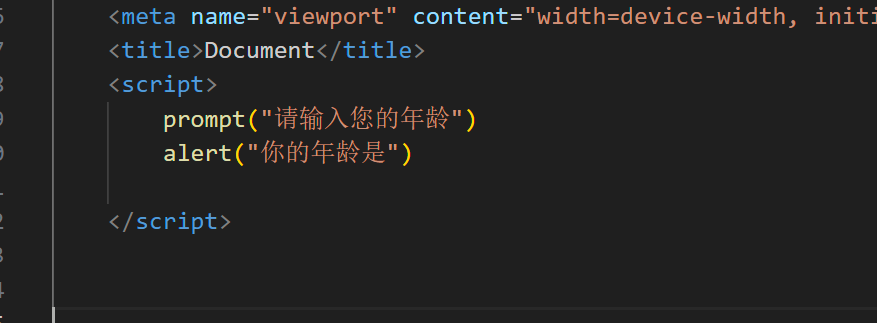 <meta name="viewport" content="width=device-width, initi
<title>Document</title>
<script>
prompt("请输入您的年龄")
alert("你的年龄是")
</script>